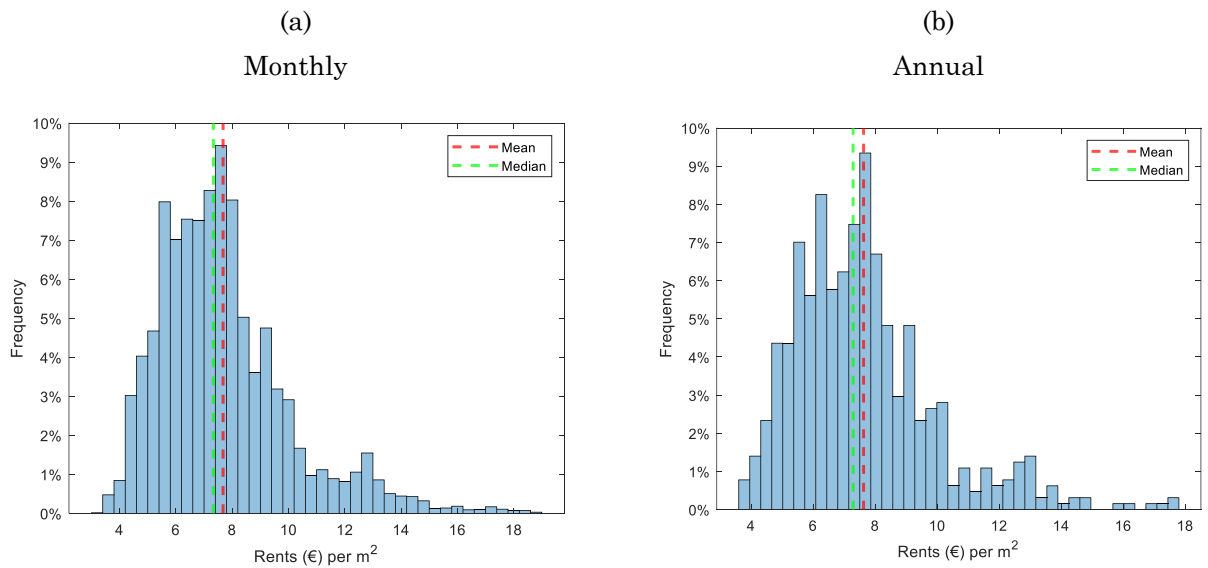 (a)
Monthly
10%
9%
8%
7%
6%
5%
4%
3%
2%
1%
0%
Frequency
Mean
Median
4 6 8 10 12 14 16 18
Rents (€) per m²
(b)
Annual
10%
9%
8%
7%
6%
5%
4%
3%
2%
1%
0%
Frequency
Mean
Median
4 6 8 10 12 14 16 18
Rents (€) per m²